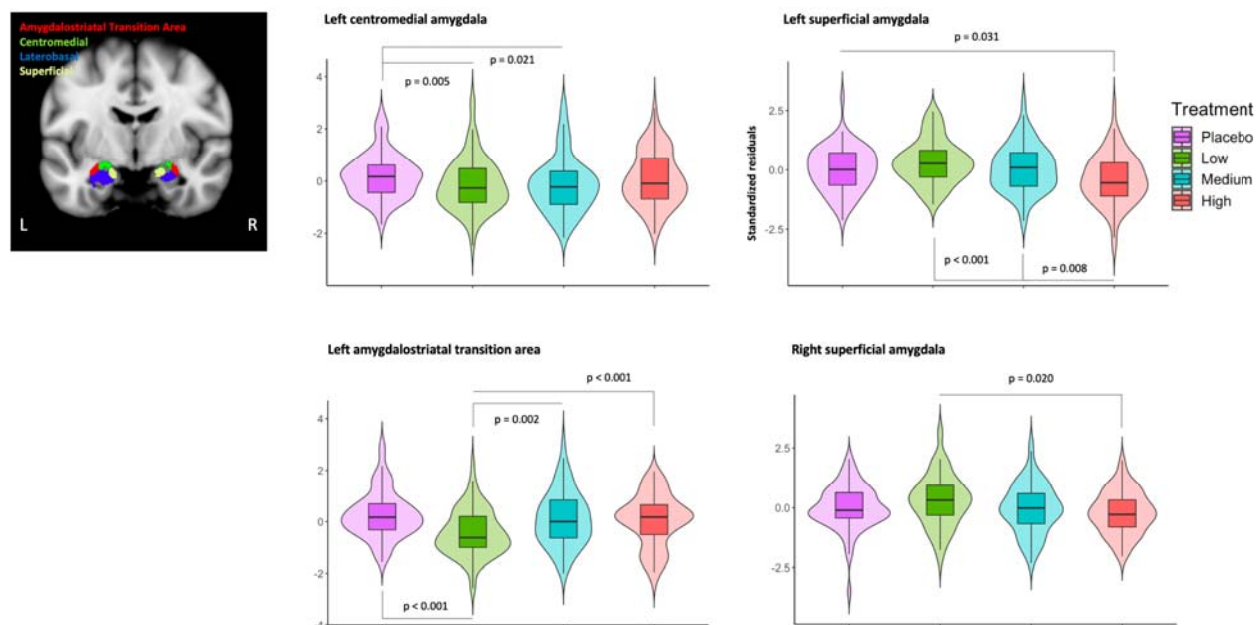 Amygdalostriatal Transition Area
Centromedial
Laterobasal
Superficial
L
R
Left centromedial amygdala
4
2
0
-2
p = 0.021
p = 0.005
Left superficial amygdala
Standardized residuals
2.5
0.0
-2.5
p = 0.031
p < 0.001
p = 0.008
Treatment
Placebo
Low
Medium
High
Left amygdalostriatal transition area
4
2
0
-2
-4
p < 0.001
p = 0.002
p < 0.001
Right superficial amygdala
2.5
0.0
-2.5
p = 0.020